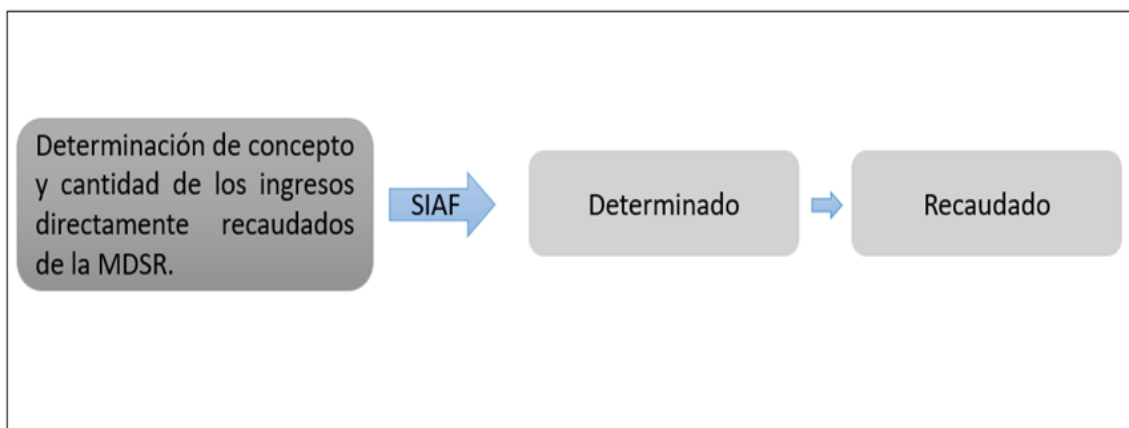 Determinación de concepto
y cantidad de los ingresos
directamente recaudados
de la MDSR.
SIAF
Determinado
Recaudado